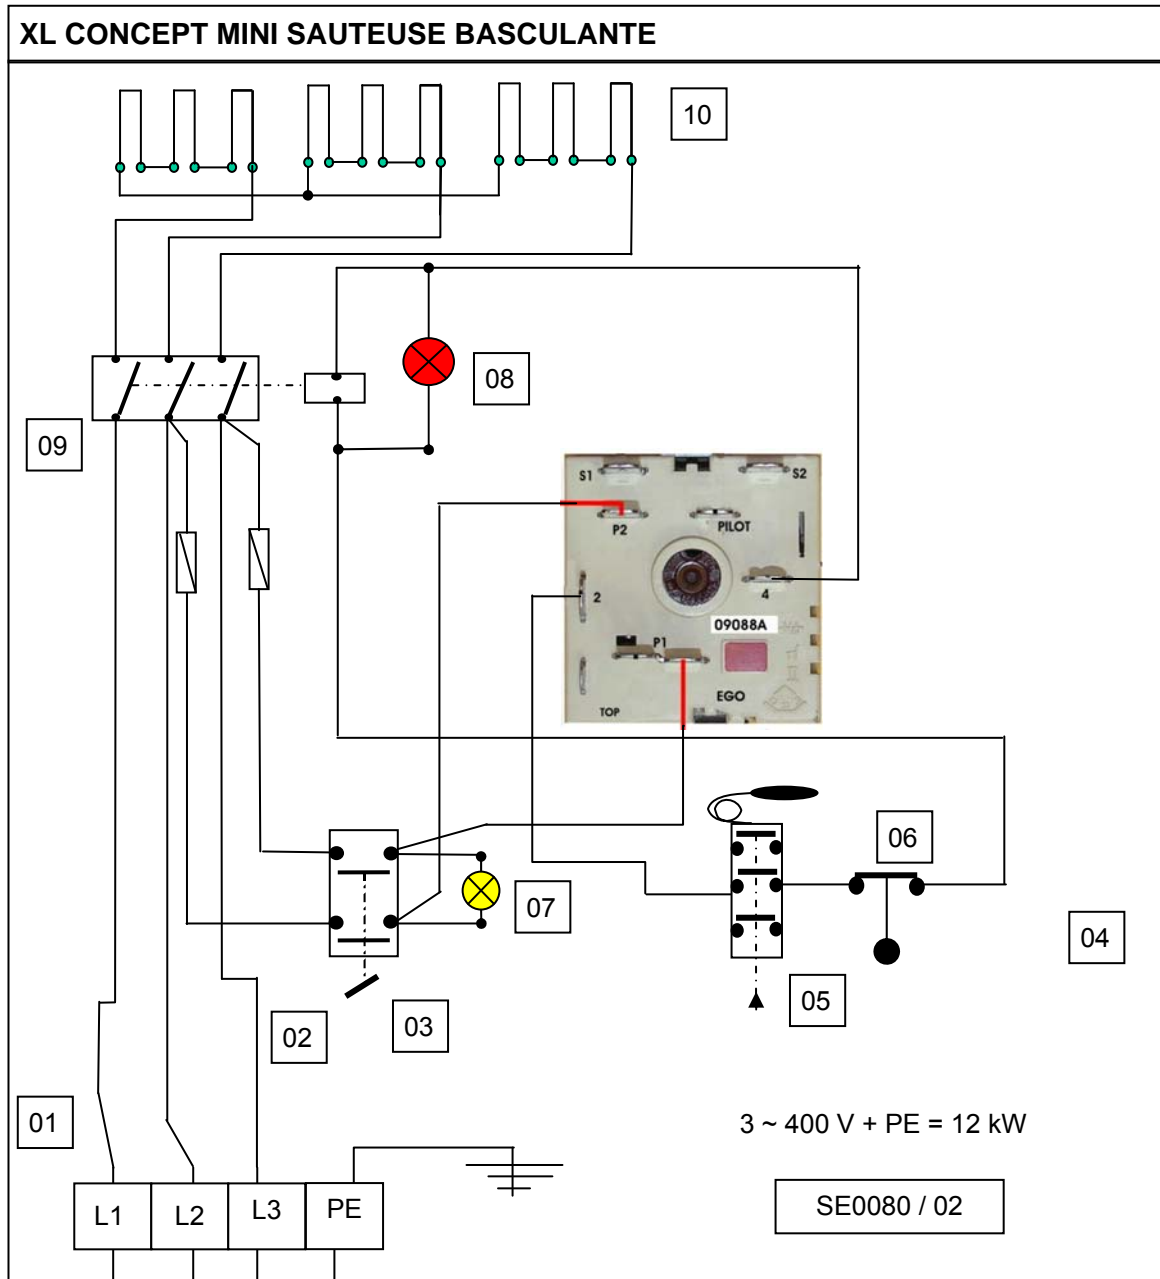 XL CONCEPT MINI SAUTEUSE BASCULANTE
10
08
09
S1
S2
P2
PILOT
2
4
09088A
P1
EGO
TOP
06
07
04
05
03
02
01
3 ~ 400 V + PE = 12 kW
L1 L2 L3 PE
SE0080 / 02